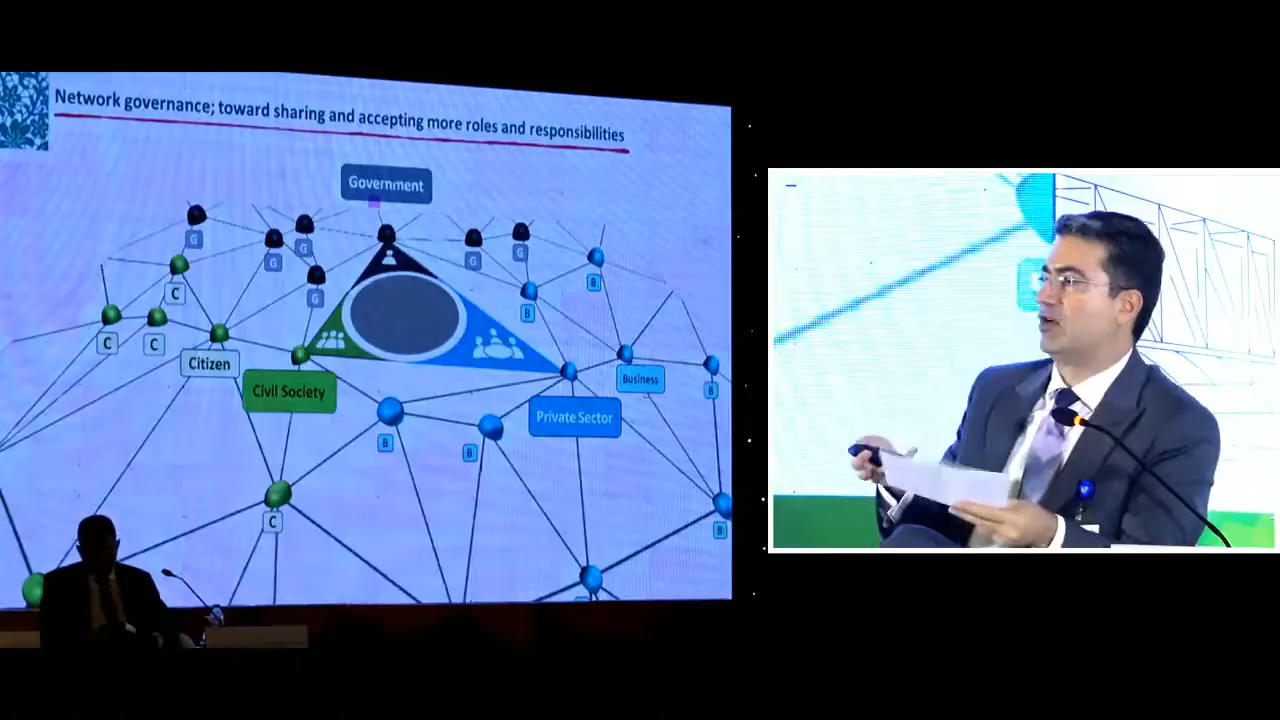 Network governance; toward sharing and accepting more roles and responsibilities
Government
G
G
G
G
G
G
C
C
C
B
B
Citizen
Civil Society
Business
B
Private Sector
B
B
C
B